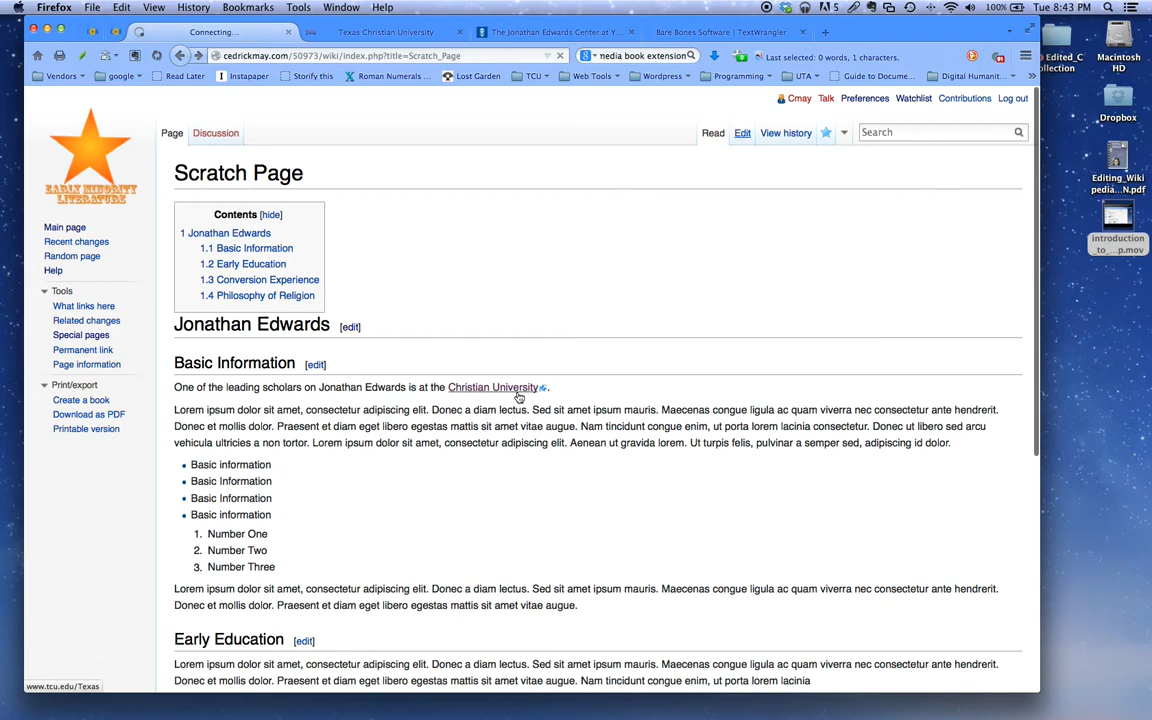 Firefox File Edit View History Bookmarks Tools Window Help 5 100% Tue 8:43 PM
Connecting... Texas Christian University The Jonathan Edwards Center at Y... Bare Bones Software | TextWrangler
cedrickmay.com/50973/wiki/index.php?title=Scratch_Page media book extension Last selected: 0 words, 1 characters.
Vendors google Read Later Instapaper Storify this Roman Numerals ... Lost Garden TCU Web Tools Wordpress Programming UTA Guide to Docume... Digital Humanit...
Cmay Talk Preferences Watchlist Contributions Log out
Page Discussion Read Edit View history Search
EARLY MINORITY
LITERATURE
Main page
Recent changes
Random page
Help
Tools
What links here
Related changes
Special pages
Permanent link
Page information
Print/export
Create a book
Download as PDF
Printable version
Scratch Page
Contents [hide]
1 Jonathan Edwards
1.1 Basic Information
1.2 Early Education
1.3 Conversion Experience
1.4 Philosophy of Religion
Jonathan Edwards [edit]
Basic Information [edit]
One of the leading scholars on Jonathan Edwards is at the Christian University.
Lorem ipsum dolor sit amet, consectetur adipiscing elit. Donec a diam lectus. Sed sit amet ipsum mauris. Maecenas congue ligula ac quam viverra nec consectetur ante hendrerit.
Donec et mollis dolor. Praesent et diam eget libero egestas mattis sit amet vitae augue. Nam tincidunt congue enim, ut porta lorem lacinia consectetur. Donec ut libero sed arcu
vehicula ultricies a non tortor. Lorem ipsum dolor sit amet, consectetur adipiscing elit. Aenean ut gravida lorem. Ut turpis felis, pulvinar a semper sed, adipiscing id dolor.
Basic information
Basic Information
Basic Information
Basic information
1. Number One
2. Number Two
3. Number Three
Lorem ipsum dolor sit amet, consectetur adipiscing elit. Donec a diam lectus. Sed sit amet ipsum mauris. Maecenas congue ligula ac quam viverra nec consectetur ante hendrerit.
Donec et mollis dolor. Praesent et diam eget libero egestas mattis sit amet vitae augue.
Early Education [edit]
Lorem ipsum dolor sit amet, consectetur adipiscing elit. Donec a diam lectus. Sed sit amet ipsum mauris. Maecenas congue ligula ac quam viverra nec consectetur ante hendrerit.
Donec et mollis dolor. Praesent et diam eget libero egestas mattis sit amet vitae augue. Nam tincidunt congue enim, ut porta lorem lacinia
www.tcu.edu/Texas
Edited_C
ollection
Macintosh
HD
Dropbox
Editing_Wiki
pedia...N.pdf
introduction
_to_...p.mov